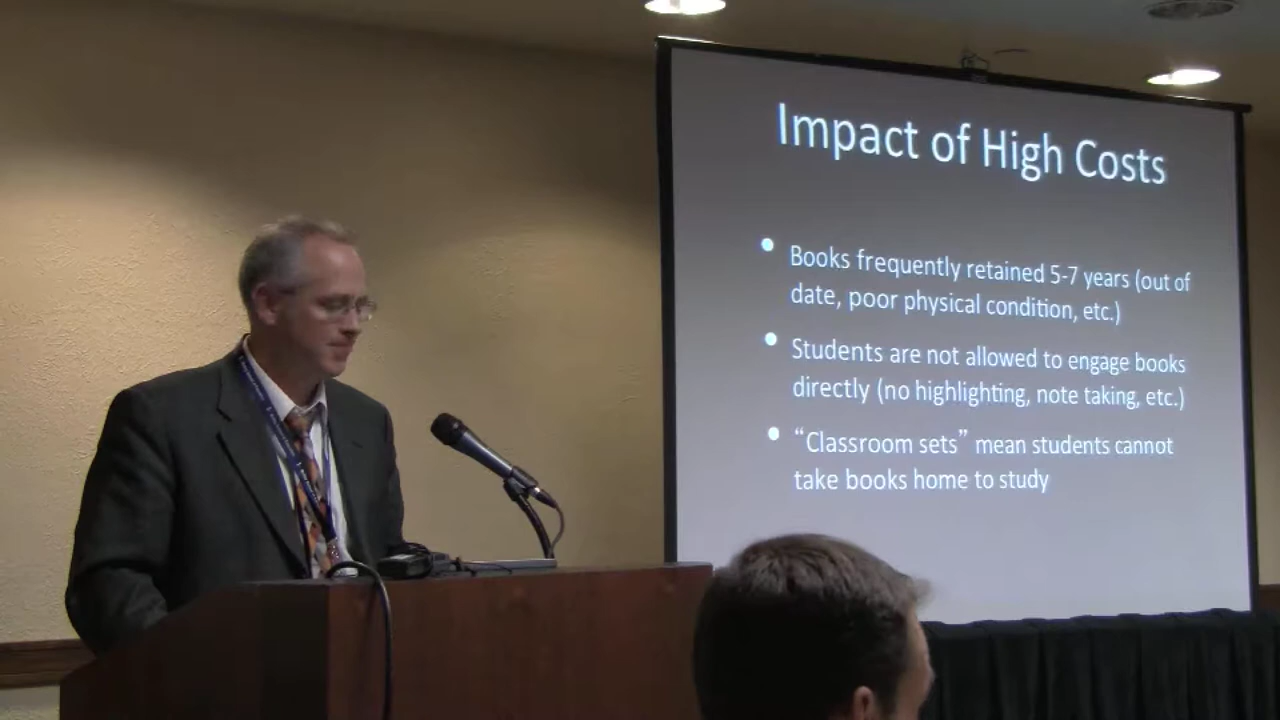 Impact of High Costs
• Books frequently retained 5-7 years (out of
date, poor physical condition, etc.)
• Students are not allowed to engage books
directly (no highlighting, note taking, etc.)
• “Classroom sets” mean students cannot
take books home to study